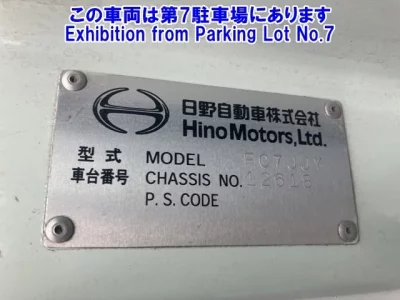 この車両は第7駐車場にあります
Exhibition from Parking Lot No.7
日野自動車株式会社
Hino Motors, Ltd.
型式 MODEL FC7JJY
車台番号 CHASSIS NO. 12615
P.S.CODE